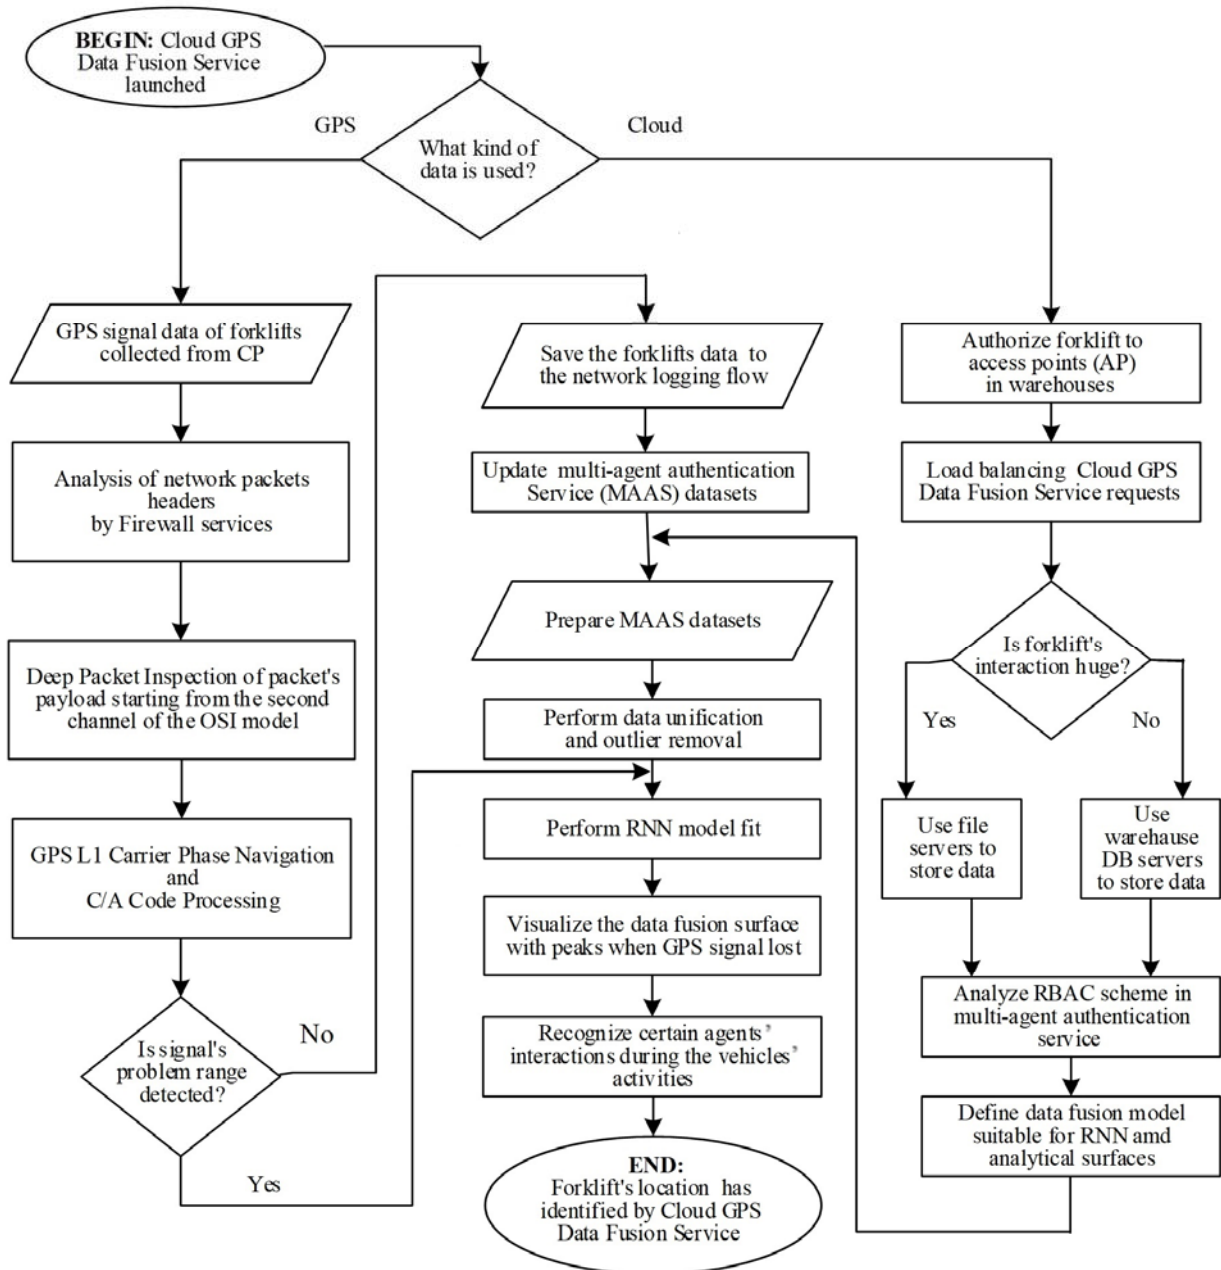 BEGIN: Cloud GPS
Data Fusion Service
launched
GPS
Cloud
What kind of
data is used?
GPS signal data of forklifts
collected from CP
Analysis of network packets
headers
by Firewall services
Deep Packet Inspection of packet's
payload starting from the second
channel of the OSI model
GPS L1 Carrier Phase Navigation
and
C/A Code Processing
Is signal's
problem range
detected?
No
Yes
Save the forklifts data to
the network logging flow
Update multi-agent authentication
Service (MAAS) datasets
Prepare MAAS datasets
Perform data unification
and outlier removal
Perform RNN model fit
Visualize the data fusion surface
with peaks when GPS signal lost
Recognize certain agents’
interactions during the vehicles’
activities
END:
Forklift's location has
identified by Cloud GPS
Data Fusion Service
Authorize forklift to
access points (AP)
in warehouses
Load balancing Cloud GPS
Data Fusion Service requests
Is forklift's
interaction huge?
Yes
No
Use file
servers to
store data
Use
warehause
DB servers
to store data
Analyze RBAC scheme in
multi-agent authentication
service
Define data fusion model
suitable for RNN amd
analytical surfaces